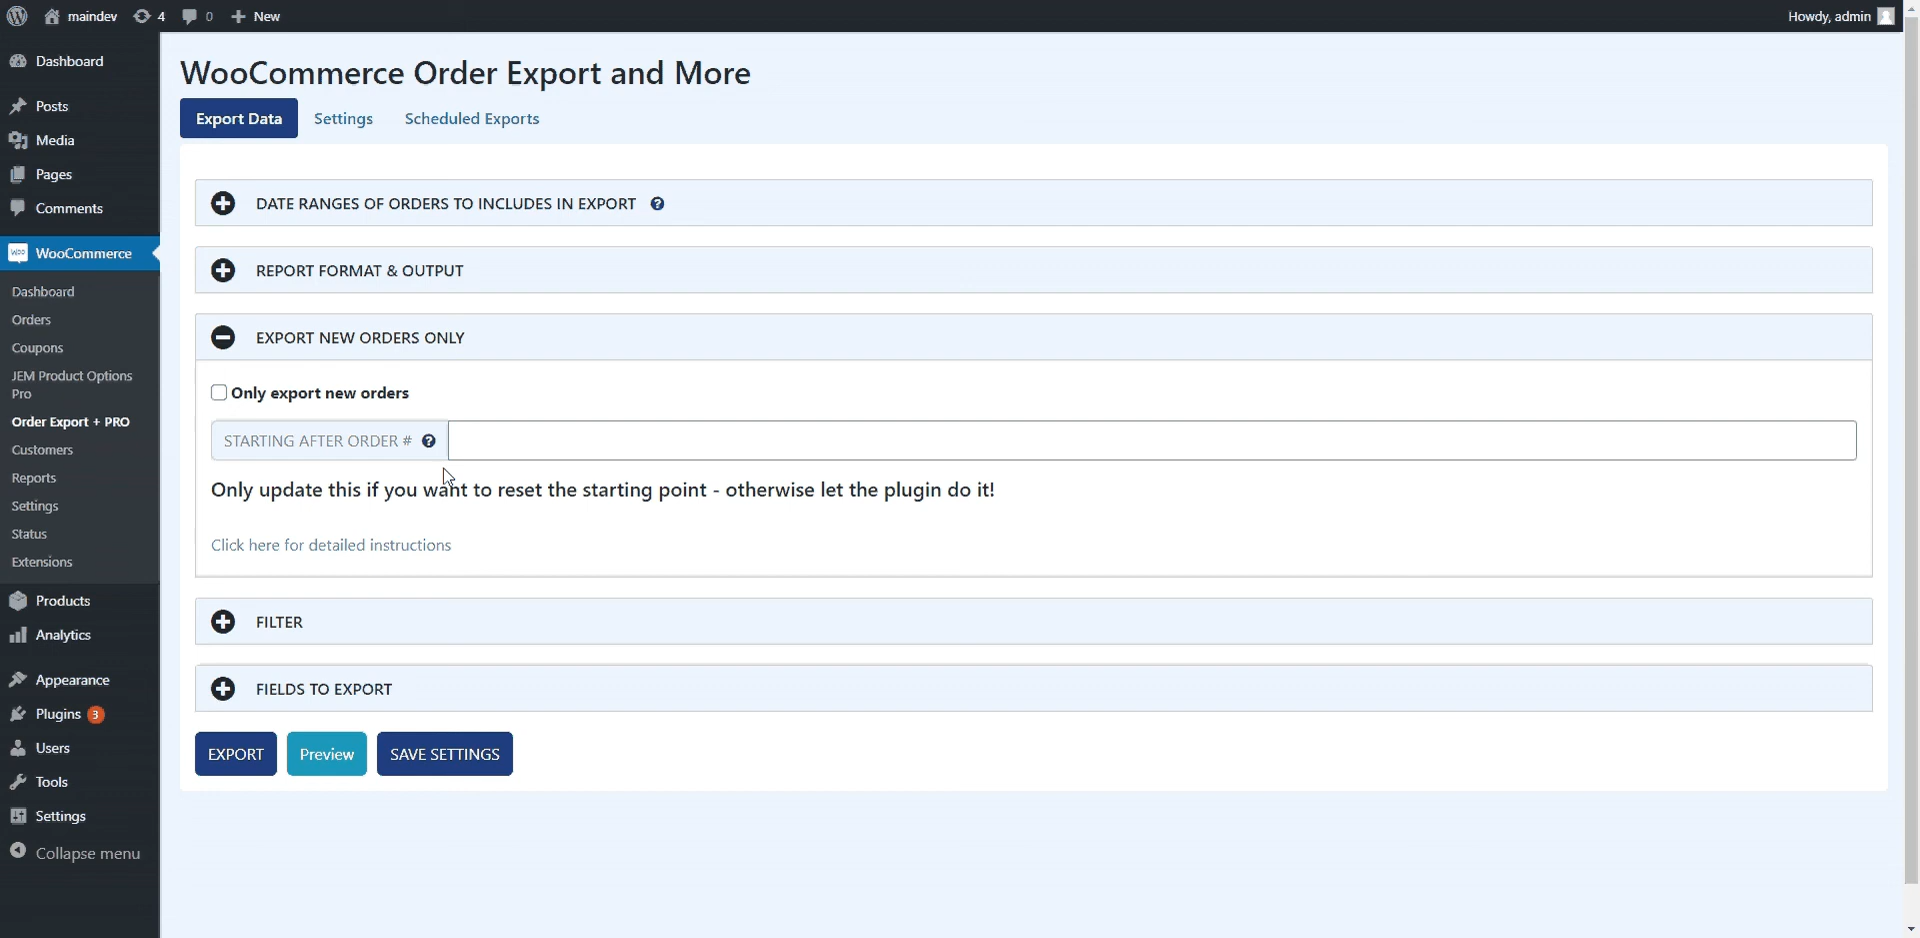 maindev 4 0 New Howdy, admin
Dashboard
Posts
Media
Pages
Comments
WooCommerce
Dashboard
Orders
Coupons
JEM Product Options
Pro
Order Export + PRO
Customers
Reports
Settings
Status
Extensions
Products
Analytics
Appearance
Plugins 3
Users
Tools
Settings
Collapse menu
WooCommerce Order Export and More
Export Data Settings Scheduled Exports
DATE RANGES OF ORDERS TO INCLUDES IN EXPORT ?
REPORT FORMAT & OUTPUT
EXPORT NEW ORDERS ONLY
Only export new orders
STARTING AFTER ORDER # ?
Only update this if you want to reset the starting point - otherwise let the plugin do it!
Click here for detailed instructions
FILTER
FIELDS TO EXPORT
EXPORT Preview SAVE SETTINGS